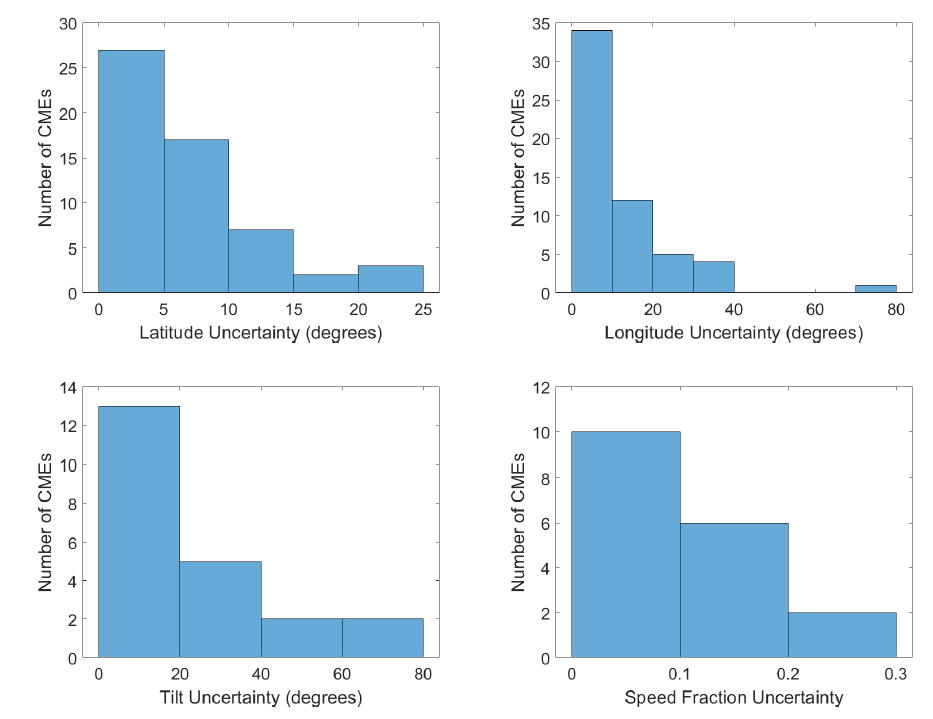 30
25
20
15
10
5
0
Number of CMEs
0 5 10 15 20 25
Latitude Uncertainty (degrees)
35
30
25
20
15
10
5
0
Number of CMEs
0 20 40 60 80
Longitude Uncertainty (degrees)
14
12
10
8
6
4
2
0
Number of CMEs
0 20 40 60 80
Tilt Uncertainty (degrees)
12
10
8
6
4
2
0
Number of CMEs
0 0.1 0.2 0.3
Speed Fraction Uncertainty